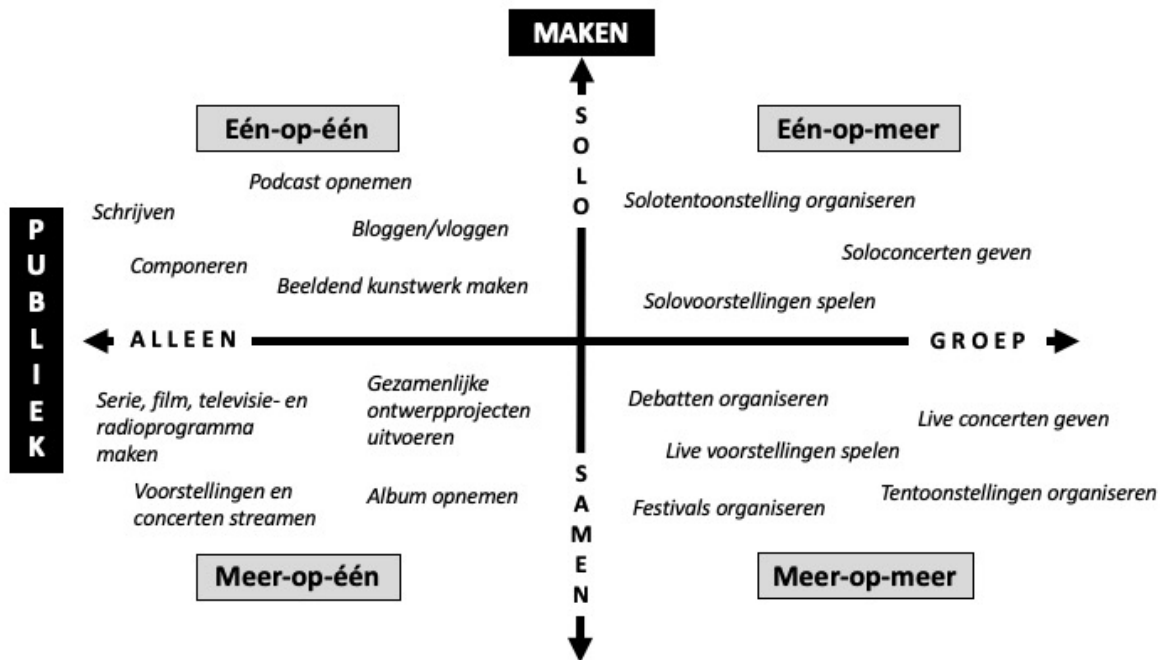 MAKEN
SOLO
Eén-op-één
Eén-op-meer
Podcast opnemen
Schrijven
Bloggen/vloggen
Componeren
Beeldend kunstwerk maken
Solotentoonstelling organiseren
Soloconcerten geven
Solovoorstellingen spelen
PUBLIEK
ALLEEN
GROEP
Serie, film, televisie- en
radioprogramma
maken
Gezamenlijke
ontwerpprojecten
uitvoeren
Voorstellingen en
concerten streamen
Album opnemen
Debatten organiseren
Live concerten geven
Live voorstellingen spelen
Tentoonstellingen organiseren
Festivals organiseren
SAMEN
Meer-op-één
Meer-op-meer